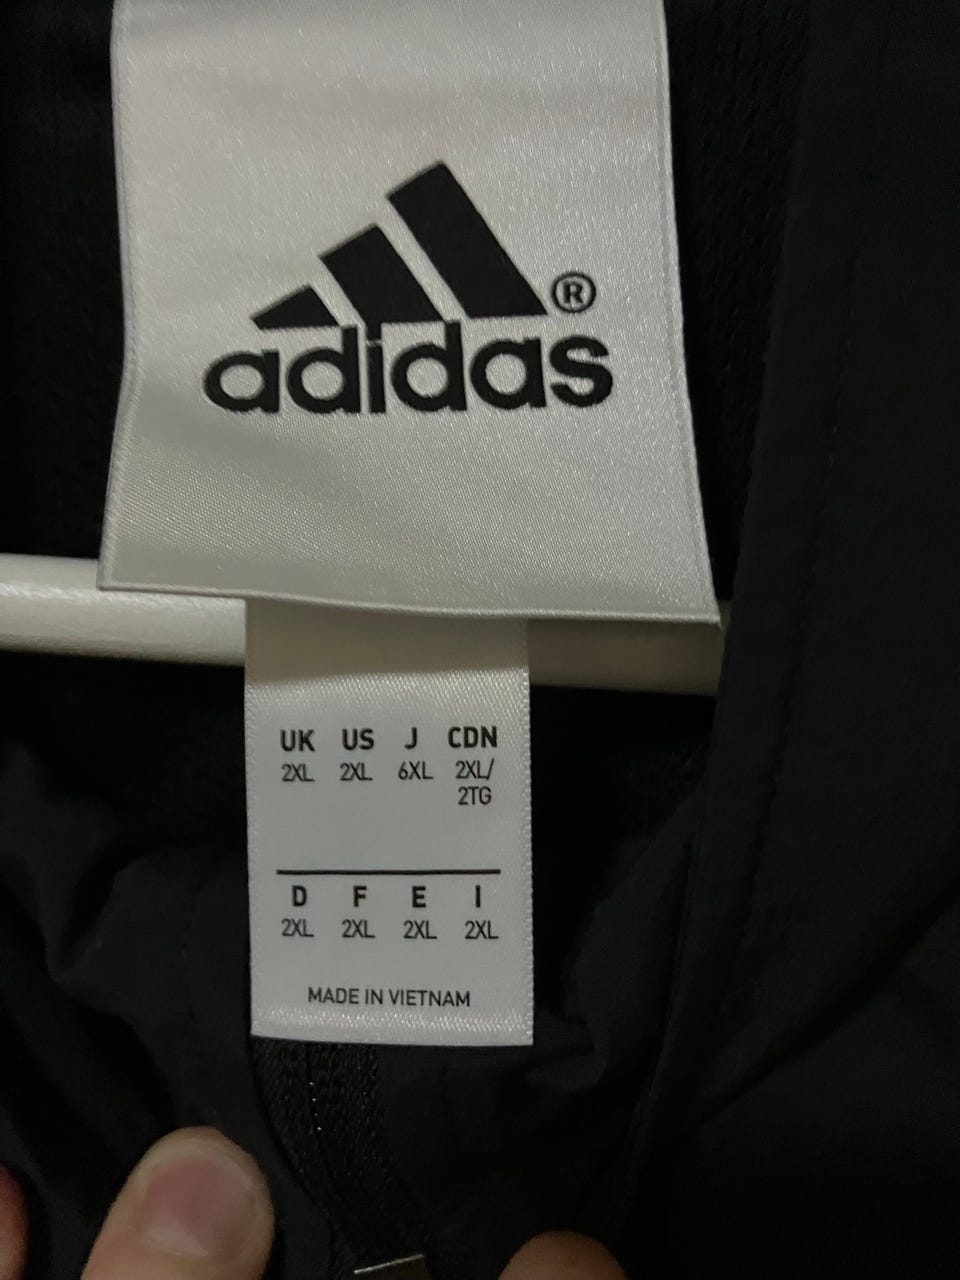 adidas®
UK US J CDN
2XL 2XL 6XL 2XL/
2TG
D F E I
2XL 2XL 2XL 2XL
MADE IN VIETNAM